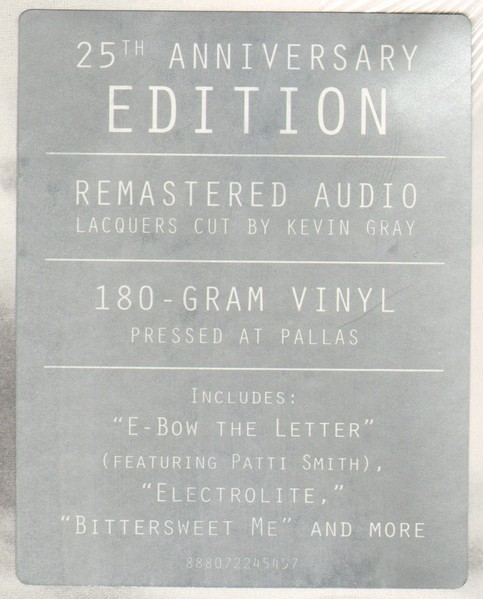 25TH ANNIVERSARY
EDITION
REMASTERED AUDIO
LACQUERS CUT BY KEVIN GRAY
180-GRAM VINYL
PRESSED AT PALLAS
INCLUDES:
"E-BOW THE LETTER"
(FEATURING PATTI SMITH),
"ELECTROLITE,"
"BITTERSWEET ME" AND MORE
888072245457